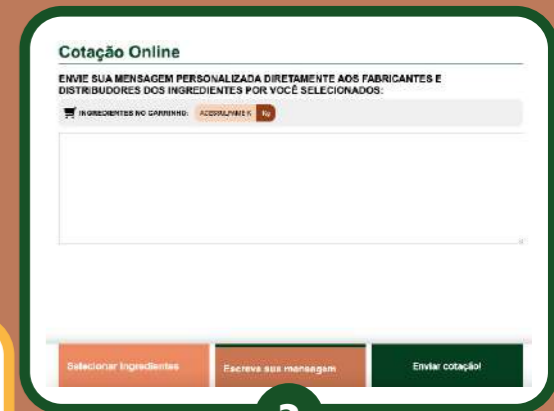 Cotação Online
ENVIE SUA MENSAGEM PERSONALIZADA DIRETAMENTE AOS FABRICANTES E
DISTRIBUIDORES DOS INGREDIENTES POR VOCÊ SELECIONADOS:
INGREDIENTES NO CARRINHO: Kg
Selecionar Ingredientes
Escreva sua mensagem
Enviar cotação!